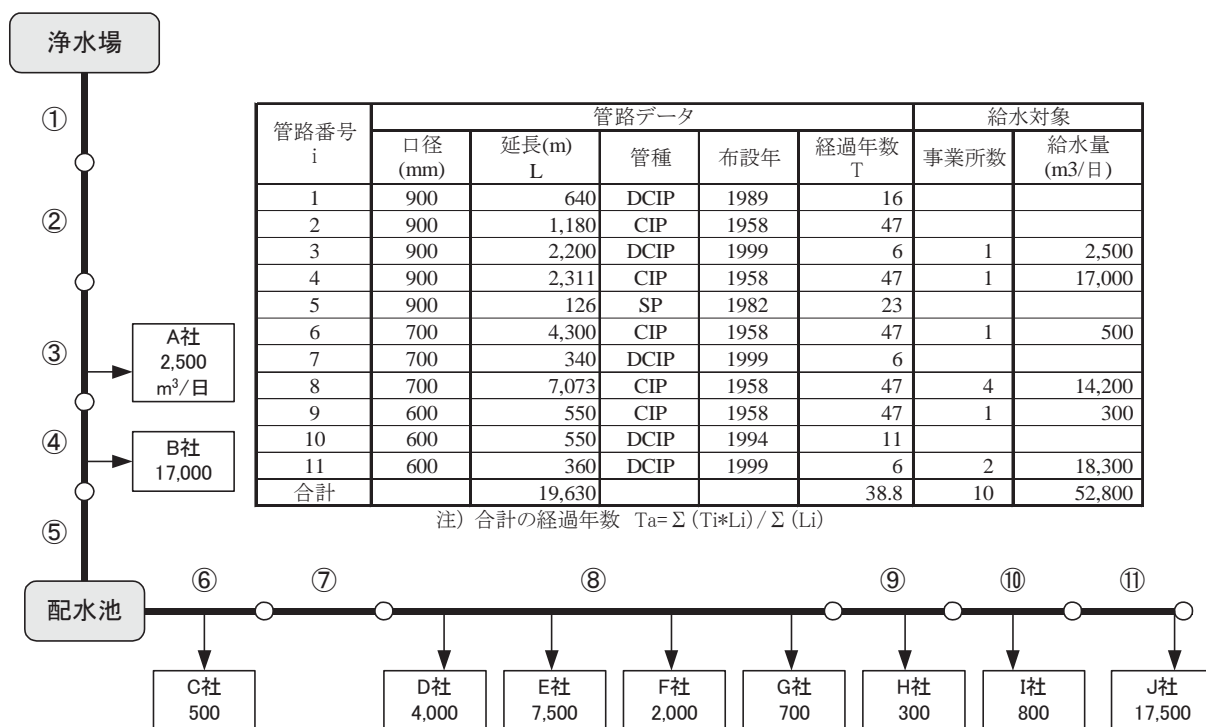 浄水場
①
②
③
④
⑤
A社
2,500
m³/日
B社
17,000
管路番号 i 管路データ 給水対象
口径 (mm) 延長(m) L 管種 布設年 経過年数 T 事業所数 給水量 (m3/日)
1 900 640 DCIP 1989 16
2 900 1,180 CIP 1958 47
3 900 2,200 DCIP 1999 6 1 2,500
4 900 2,311 CIP 1958 47 1 17,000
5 900 126 SP 1982 23
6 700 4,300 CIP 1958 47 1 500
7 700 340 DCIP 1999 6
8 700 7,073 CIP 1958 47 4 14,200
9 600 550 CIP 1958 47 1 300
10 600 550 DCIP 1994 11
11 600 360 DCIP 1999 6 2 18,300
合計 19,630 38.8 10 52,800
注) 合計の経過年数 Ta=Σ(Ti*Li)/Σ(Li)
配水池
⑥ ⑦ ⑧ ⑨ ⑩ ⑪
C社 D社 E社 F社 G社 H社 I社 J社
500 4,000 7,500 2,000 700 300 800 17,500